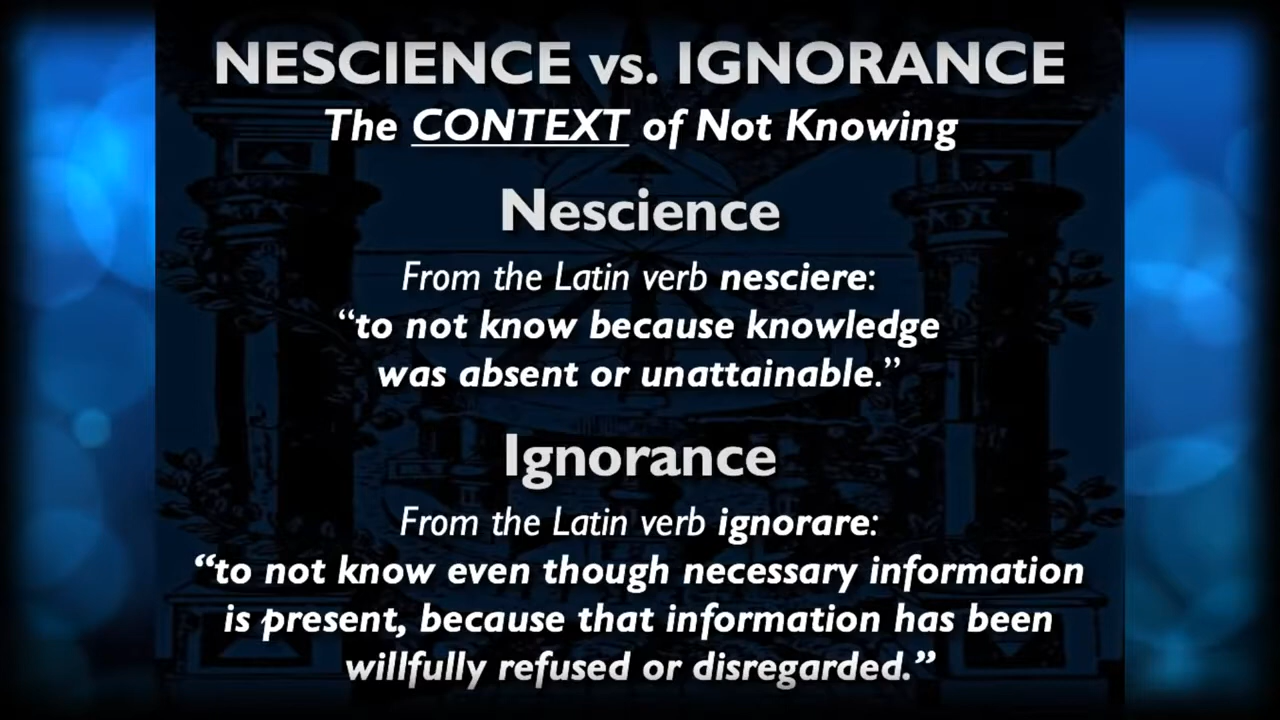 NESCIENCE vs. IGNORANCE
The CONTEXT of Not Knowing
Nescience
From the Latin verb nesciere:
“to not know because knowledge
was absent or unattainable.”
Ignorance
From the Latin verb ignorare:
“to not know even though necessary information
is present, because that information has been
willfully refused or disregarded.”